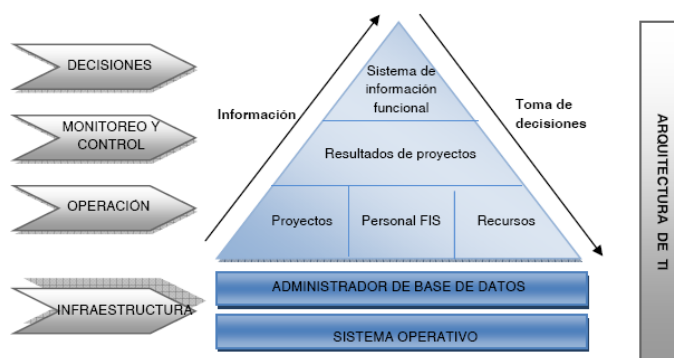 DECISIONES
MONITOREO Y
CONTROL
OPERACIÓN
INFRAESTRUCTURA
Información
Sistema de
información
funcional
Resultados de proyectos
Proyectos
Personal FIS
Recursos
Toma de
decisiones
ADMINISTRADOR DE BASE DE DATOS
SISTEMA OPERATIVO
ARQUITECTURA DE TI